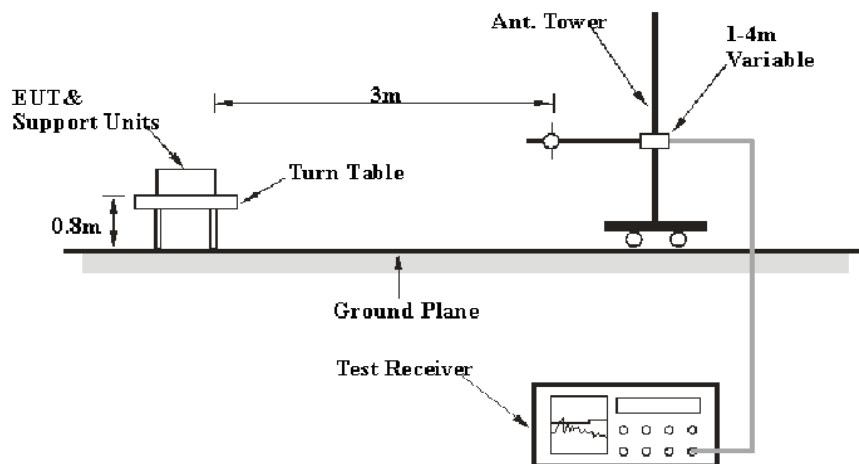 Ant. Tower
1-4m
Variable
3m
EUT&
Support Units
Turn Table
0.8m
Ground Plane
Test Receiver